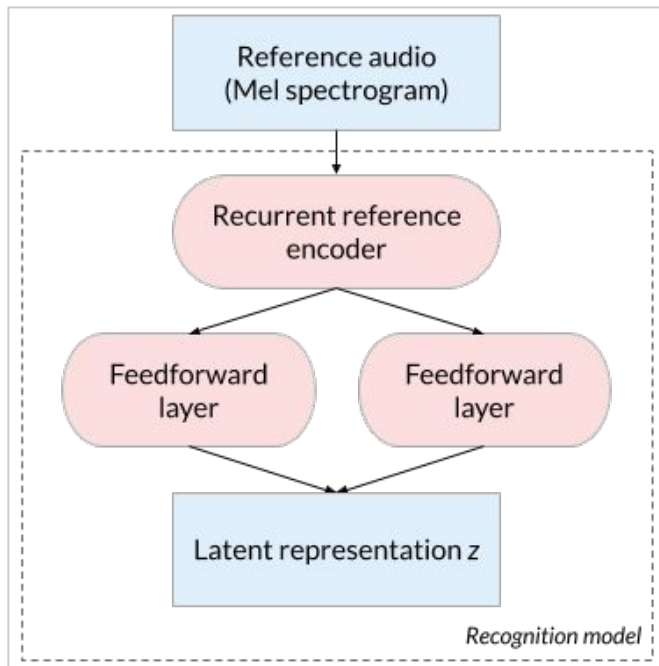 Reference audio
(Mel spectrogram)
Recurrent reference
encoder
Feedforward
layer
Feedforward
layer
Latent representation z
Recognition model